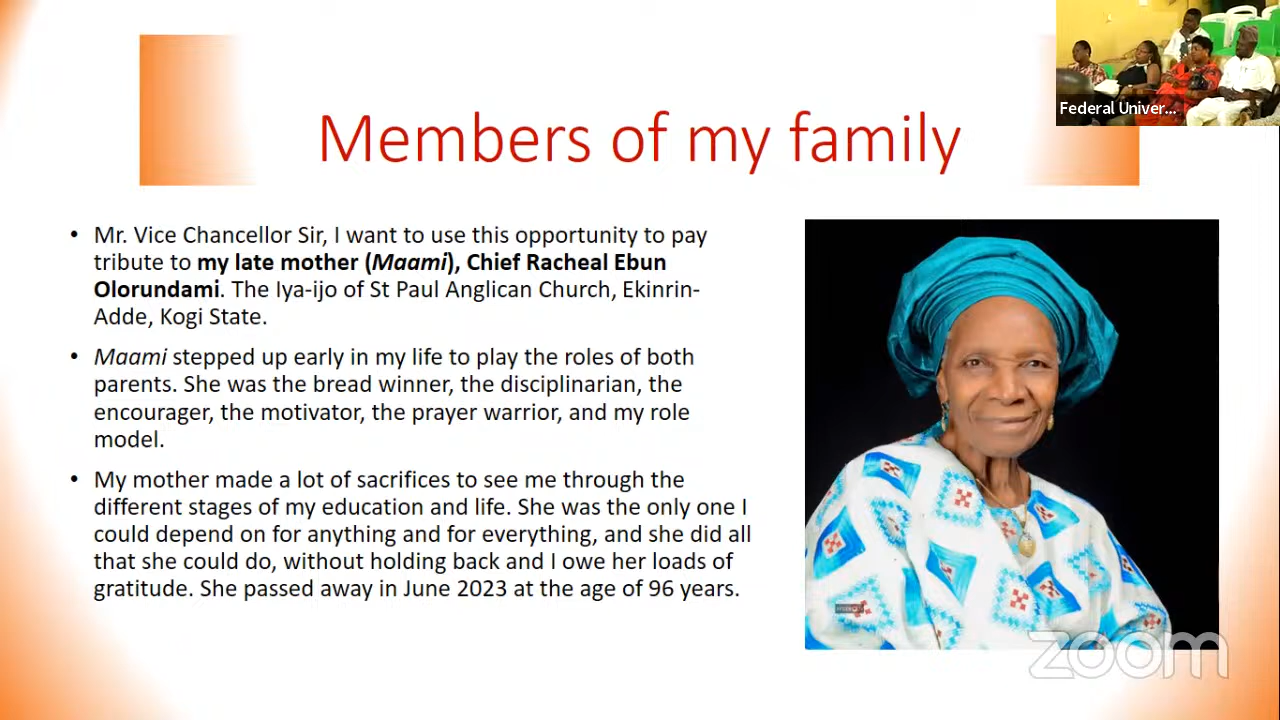 Federal Univer...
Members of my family
• Mr. Vice Chancellor Sir, I want to use this opportunity to pay
tribute to my late mother (Maami), Chief Racheal Ebun
Olorundami. The Iya-ijo of St Paul Anglican Church, Ekinrin-
Adde, Kogi State.
• Maami stepped up early in my life to play the roles of both
parents. She was the bread winner, the disciplinarian, the
encourager, the motivator, the prayer warrior, and my role
model.
• My mother made a lot of sacrifices to see me through the
different stages of my education and life. She was the only one I
could depend on for anything and for everything, and she did all
that she could do, without holding back and I owe her loads of
gratitude. She passed away in June 2023 at the age of 96 years.
zoom